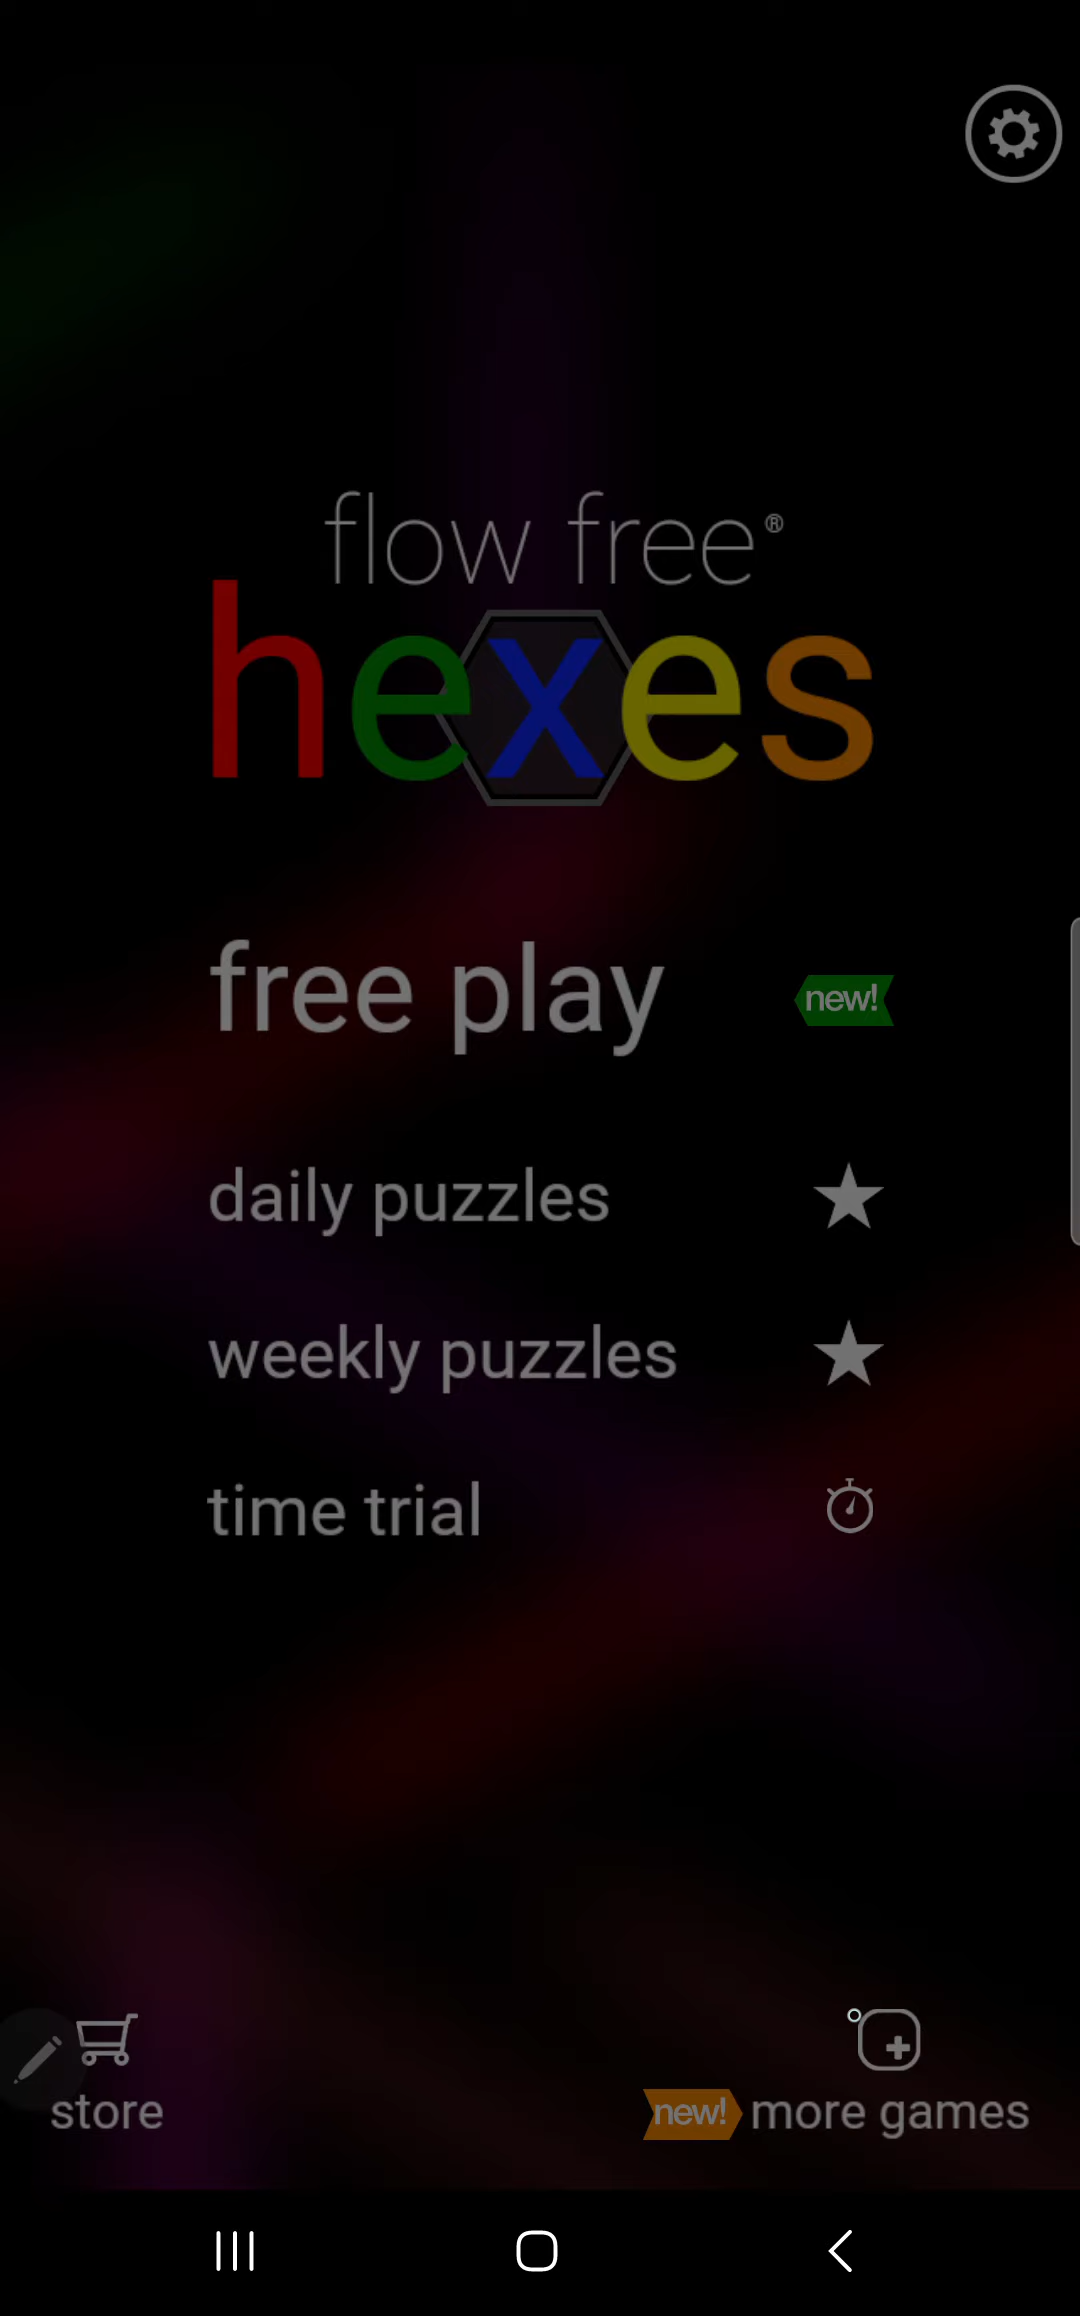 flow free®
hexes
free play new!
daily puzzles
weekly puzzles
time trial
store
new! more games